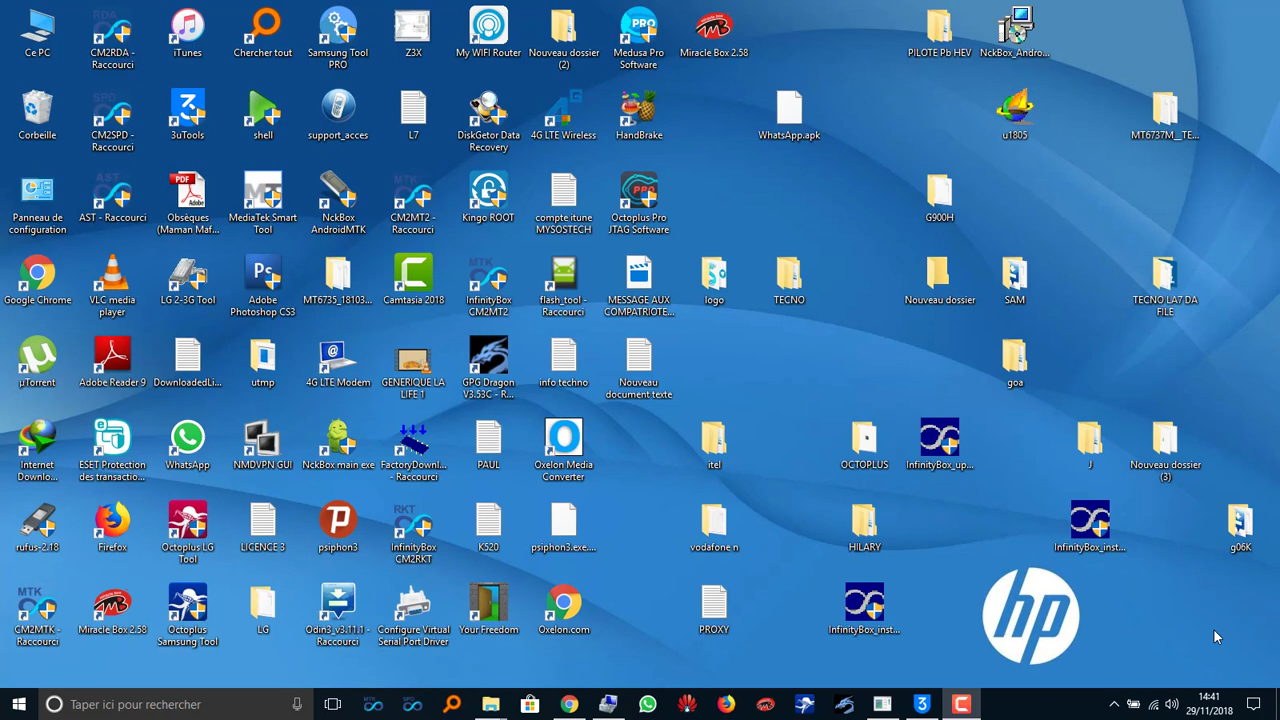 Ce PC
CM2RDA -
Raccourci
iTunes
Chercher tout
Samsung Tool
PRO
Z3X
My WIFI Router
Nouveau dossier
(2)
Medusa Pro
Software
Miracle Box 2.58
PILOTE Pb HEV
NckBox_Andro...
Corbeille
CM2SPD -
Raccourci
3uTools
shell
support_acces
L7
DiskGetor Data
Recovery
4G LTE Wireless
HandBrake
WhatsApp.apk
u1805
MT6737M__TE...
Panneau de
configuration
AST - Raccourci
Obsèques
(Maman Maf...
MediaTek Smart
Tool
NckBox
AndroidMTK
CM2MT2 -
Raccourci
Kingo ROOT
compte itune
MYSOSTECH
Octoplus Pro
JTAG Software
G900H
Google Chrome
VLC media
player
LG 2-3G Tool
Adobe
Photoshop CS3
MT6735_18103...
Camtasia 2018
InfinityBox
CM2MT2
flash_tool -
Raccourci
MESSAGE AUX
COMPATRIOTE...
logo
TECNO
Nouveau dossier
SAM
TECNO LA7 DA
FILE
µTorrent
Adobe Reader 9
DownloadedLi...
utmp
4G LTE Modem
GENERIQUE LA
LIFE 1
GPG Dragon
V3.53C - R...
info techno
Nouveau
document texte
goa
Internet
Downlo...
ESET Protection
des transactio...
WhatsApp
NMDVPN GUI
NckBox main exe
FactoryDownl...
- Raccourci
PAUL
Oxelon Media
Converter
itel
OCTOPLUS
InfinityBox_up...
J
Nouveau dossier
(3)
rufus-2.18
Firefox
Octoplus LG
Tool
LICENCE 3
psiphon3
InfinityBox
CM2RKT
K520
psiphon3.exe....
vodafone n
HILARY
InfinityBox_inst...
g06K
CM2MTK -
Raccourci
Miracle Box 2.58
Octoplus
Samsung Tool
LG
Odin3_v3.11.1 -
Raccourci
Configure Virtual
Serial Port Driver
Your Freedom
Oxelon.com
PROXY
InfinityBox_inst...
hp
Taper ici pour rechercher
14:41
29/11/2018